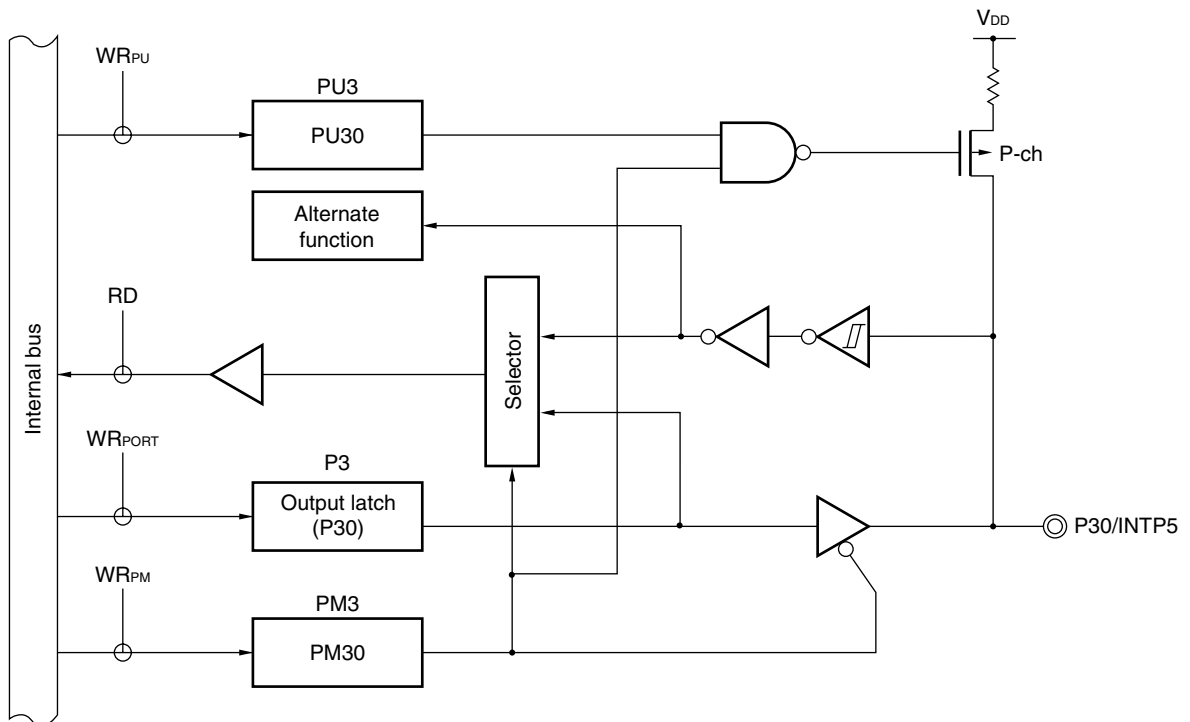 VDD
WRPU
PU3
PU30
P-ch
Alternate
function
RD
Internal bus
Selector
WRPORT
P3
Output latch
(P30)
P30/INTP5
WRPM
PM3
PM30